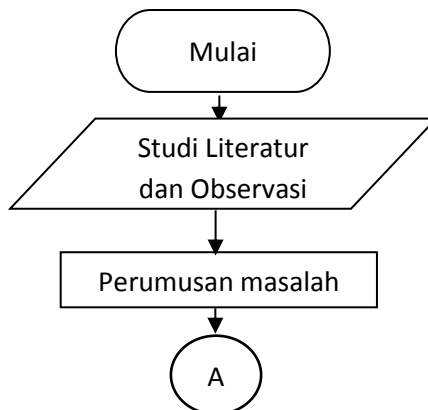 Mulai
Studi Literatur
dan Observasi
Perumusan masalah
A